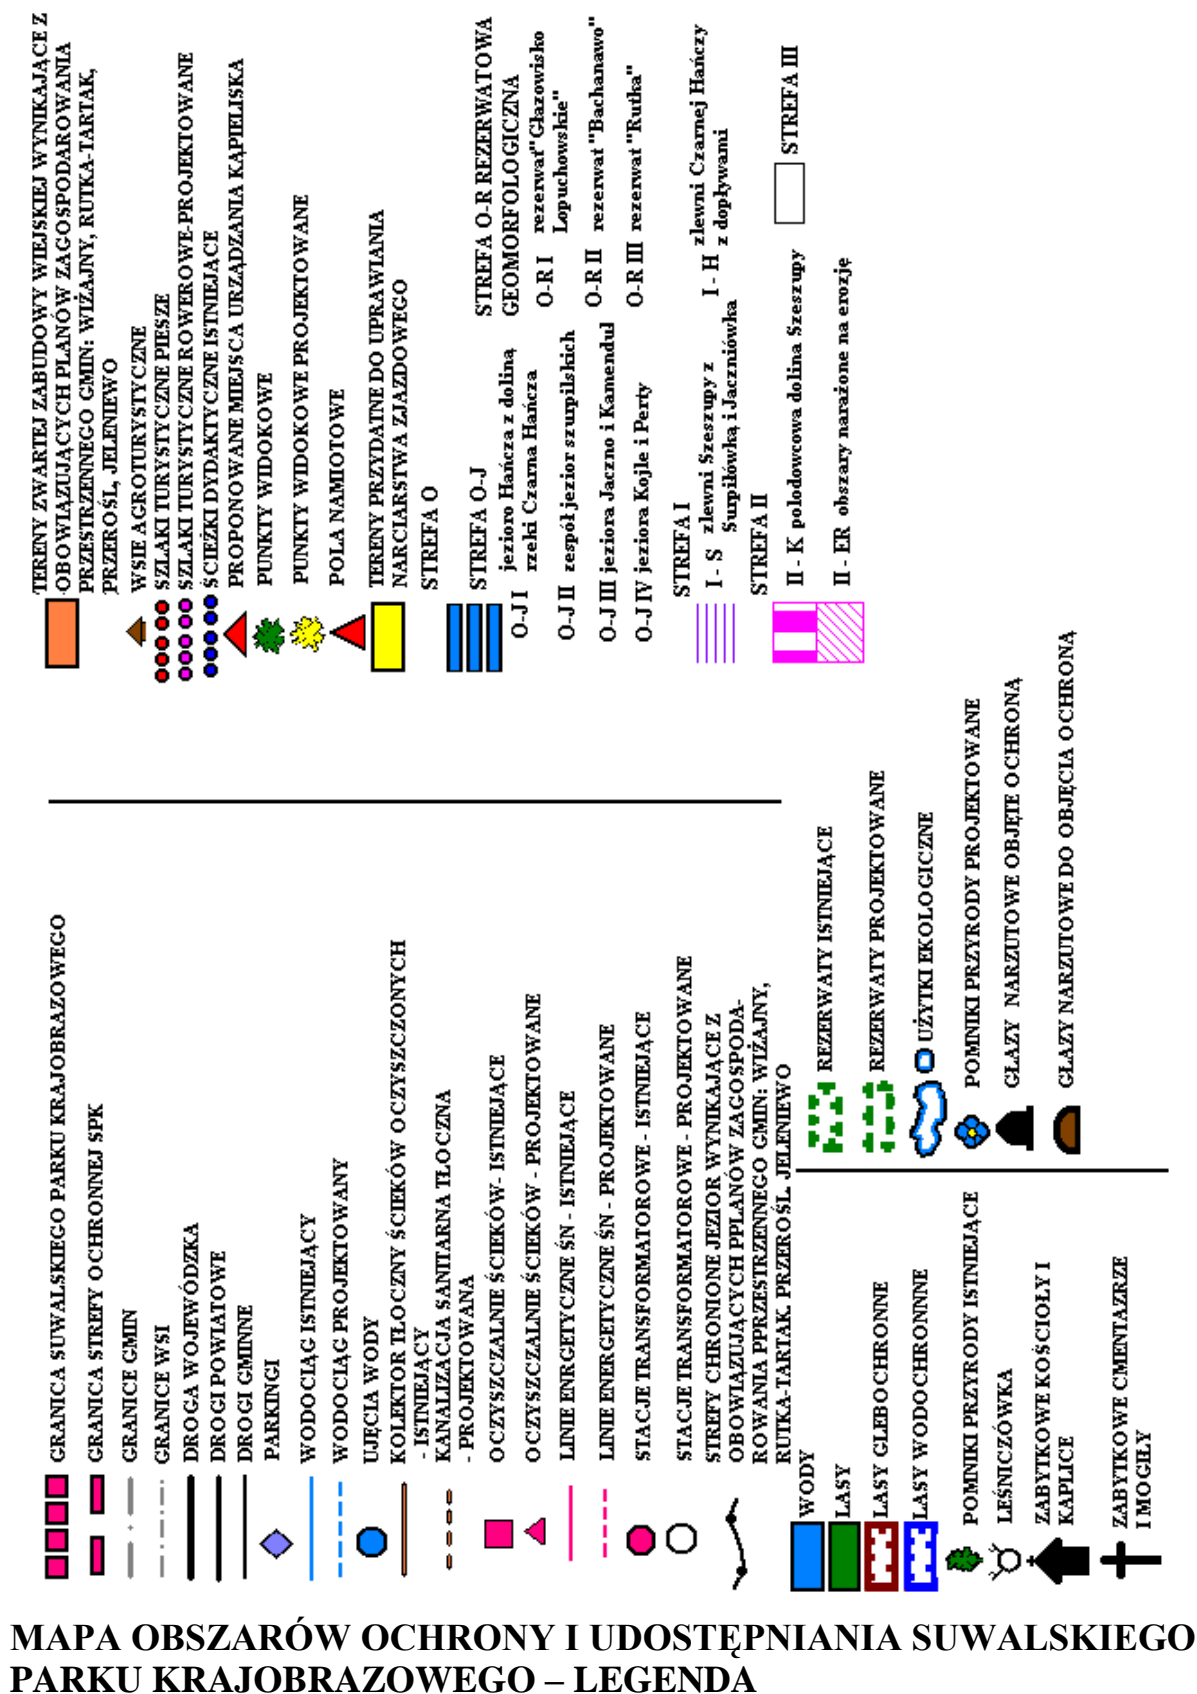 GRANICA SUWALSKIEGO PARKU KRAJOBRAZOWEGO
GRANICA STREFY OCHRONNEJ SPK
GRANICE GMIN
GRANICE WSI
DROGA WOJEWÓDZKA
DROGI POWIATOWE
DROGI GMINNE
PARKINGI
WODOCIĄG ISTNIEJĄCY
WODOCIĄG PROJEKTOWANY
UJĘCIA WODY
KOLEKTOR TŁOCZNY ŚCIEKÓW OCZYSZCZONYCH
- ISTNIEJĄCY
KANALIZACJA SANITARNA TŁOCZNA
- PROJEKTOWANA
OCZYSZCZALNIE ŚCIEKÓW- ISTNIEJĄCE
OCZYSZCZALNIE ŚCIEKÓW - PROJEKTOWANE
LINIE ENERGETYCZNE ŚN - ISTNIEJĄCE
LINIE ENERGETYCZNE ŚN - PROJEKTOWANE
STACJE TRANSFORMATOROWE - ISTNIEJĄCE
STACJE TRANSFORMATOROWE - PROJEKTOWANE
STREFY CHRONIONE JEZIOR WYNIKAJĄCE Z
OBOWIĄZUJĄCYCH PPLANÓW ZAGOSPODA-
ROWANIA PPRZESTRZENNEGO GMIN: WIŻAJNY,
RUTKA-TARTAK, PRZEROŚL, JELENIEWO
WODY
LASY
LASY GLEBOCHRONNE
LASY WODOCHRONNNE
POMNIKI PRZYRODY ISTNIEJĄCE
LEŚNICZÓWKA
ZABYTKOWE KOŚCIOŁY I
KAPLICE
ZABYTKOWE CMENTAZRZE
I MOGIŁY
REZERWATY ISTNIEJĄCE
REZERWATY PROJEKTOWANE
UŻYTKI EKOLOGICZNE
POMNIKI PRZYRODY PROJEKTOWANE
GŁAZY NARZUTOWE OBJĘTE OCHRONĄ
GŁAZY NARZUTOWE DO OBJĘCIA OCHRONĄ
TERENY ZWARTEJ ZABUDOWY WIEJSKIEJ WYNIKAJĄCE Z
OBOWIĄZUJĄCYCH PLANÓW ZAGOSPODAROWANIA
PRZESTRZENNEGO GMIN: WIŻAJNY, RUTKA-TARTAK,
PRZEROŚL, JELENIEWO
WSIE AGROTURYSTYCZNE
SZLAKI TURYSTYCZNE PIESZE
SZLAKI TURYSTYCZNE ROWEROWE-PROJEKTOWANE
ŚCIEŻKI DYDAKTYCZNE ISTNIEJĄCE
PROPONOWANE MIEJSCA URZĄDZANIA KĄPIELISKA
PUNKTY WIDOKOWE
PUNKTY WIDOKOWE PROJEKTOWANE
POLA NAMIOTOWE
TERENY PRZYDATNE DO UPRAWIANIA
NARCIARSTWA ZJAZDOWEGO
STREFA O
STREFA O-J
O-J I jezioro Hańcza z doliną
rzeki Czarna Hańcza
O-J II zespół jezior szurpilskich
O-J III jeziora Jaczno i Kamenduł
O-J IV jeziora Kojle i Perty
STREFA O-R REZERWATOWA
GEOMORFOLOGICZNA
O-R I rezerwat"Głazowisko
Łopuchowskie"
O-R II rezerwat "Bachanawo"
O-R III rezerwat "Rutka"
STREFA I
I - S zlewni Szeszupy z
Szurpiłówką i Jaczniówka
I - H zlewni Czarnej Hańczy
z dopływami
STREFA II
II - K polodowcowa dolina Szeszupy
II - ER obszary narażone na erozję
STREFA III
MAPA OBSZARÓW OCHRONY I UDOSTĘPNIANIA SUWALSKIEGO
PARKU KRAJOBRAZOWEGO – LEGENDA